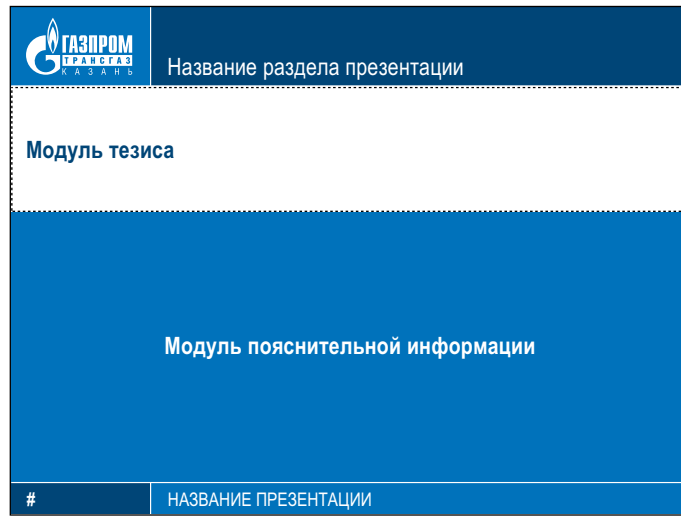 ГАЗПРОМ
ТРАНСГАЗ
КАЗАНЬ
Название раздела презентации
Модуль тезиса
Модуль пояснительной информации
#
НАЗВАНИЕ ПРЕЗЕНТАЦИИ